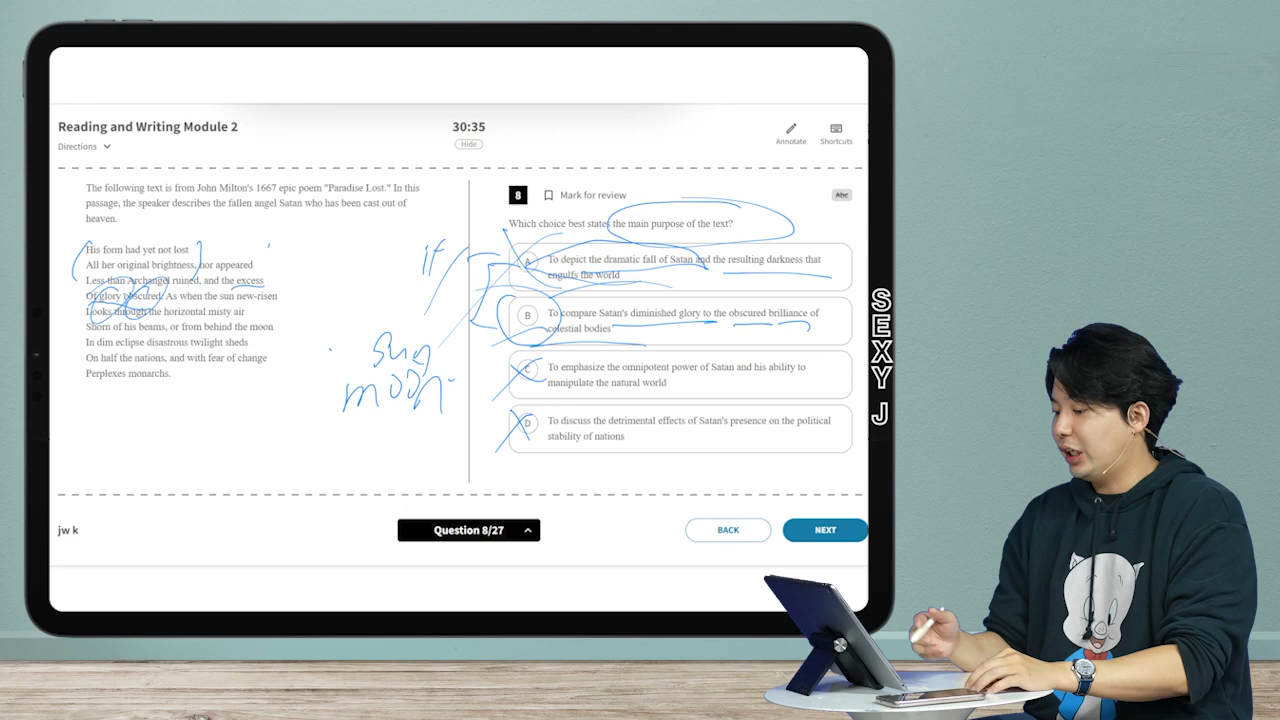 Reading and Writing Module 2
Directions
30:35
Hide
Annotate
Shortcuts
The following text is from John Milton's 1667 epic poem "Paradise Lost." In this
passage, the speaker describes the fallen angel Satan who has been cast out of
heaven.
His form had yet not lost
All her original brightness, nor appeared
Less than Archangel ruined, and the excess
Of glory obscured: As when the sun new-risen
Looks through the horizontal misty air
Shorn of his beams, or from behind the moon
In dim eclipse disastrous twilight sheds
On half the nations, and with fear of change
Perplexes monarchs.
if
sun
moon
8
Mark for review
Abc
Which choice best states the main purpose of the text?
A
To depict the dramatic fall of Satan and the resulting darkness that
engulfs the world
B
To compare Satan's diminished glory to the obscured brilliance of
celestial bodies
C
To emphasize the omnipotent power of Satan and his ability to
manipulate the natural world
D
To discuss the detrimental effects of Satan's presence on the political
stability of nations
jw k
Question 8/27
BACK
NEXT
SEXY J